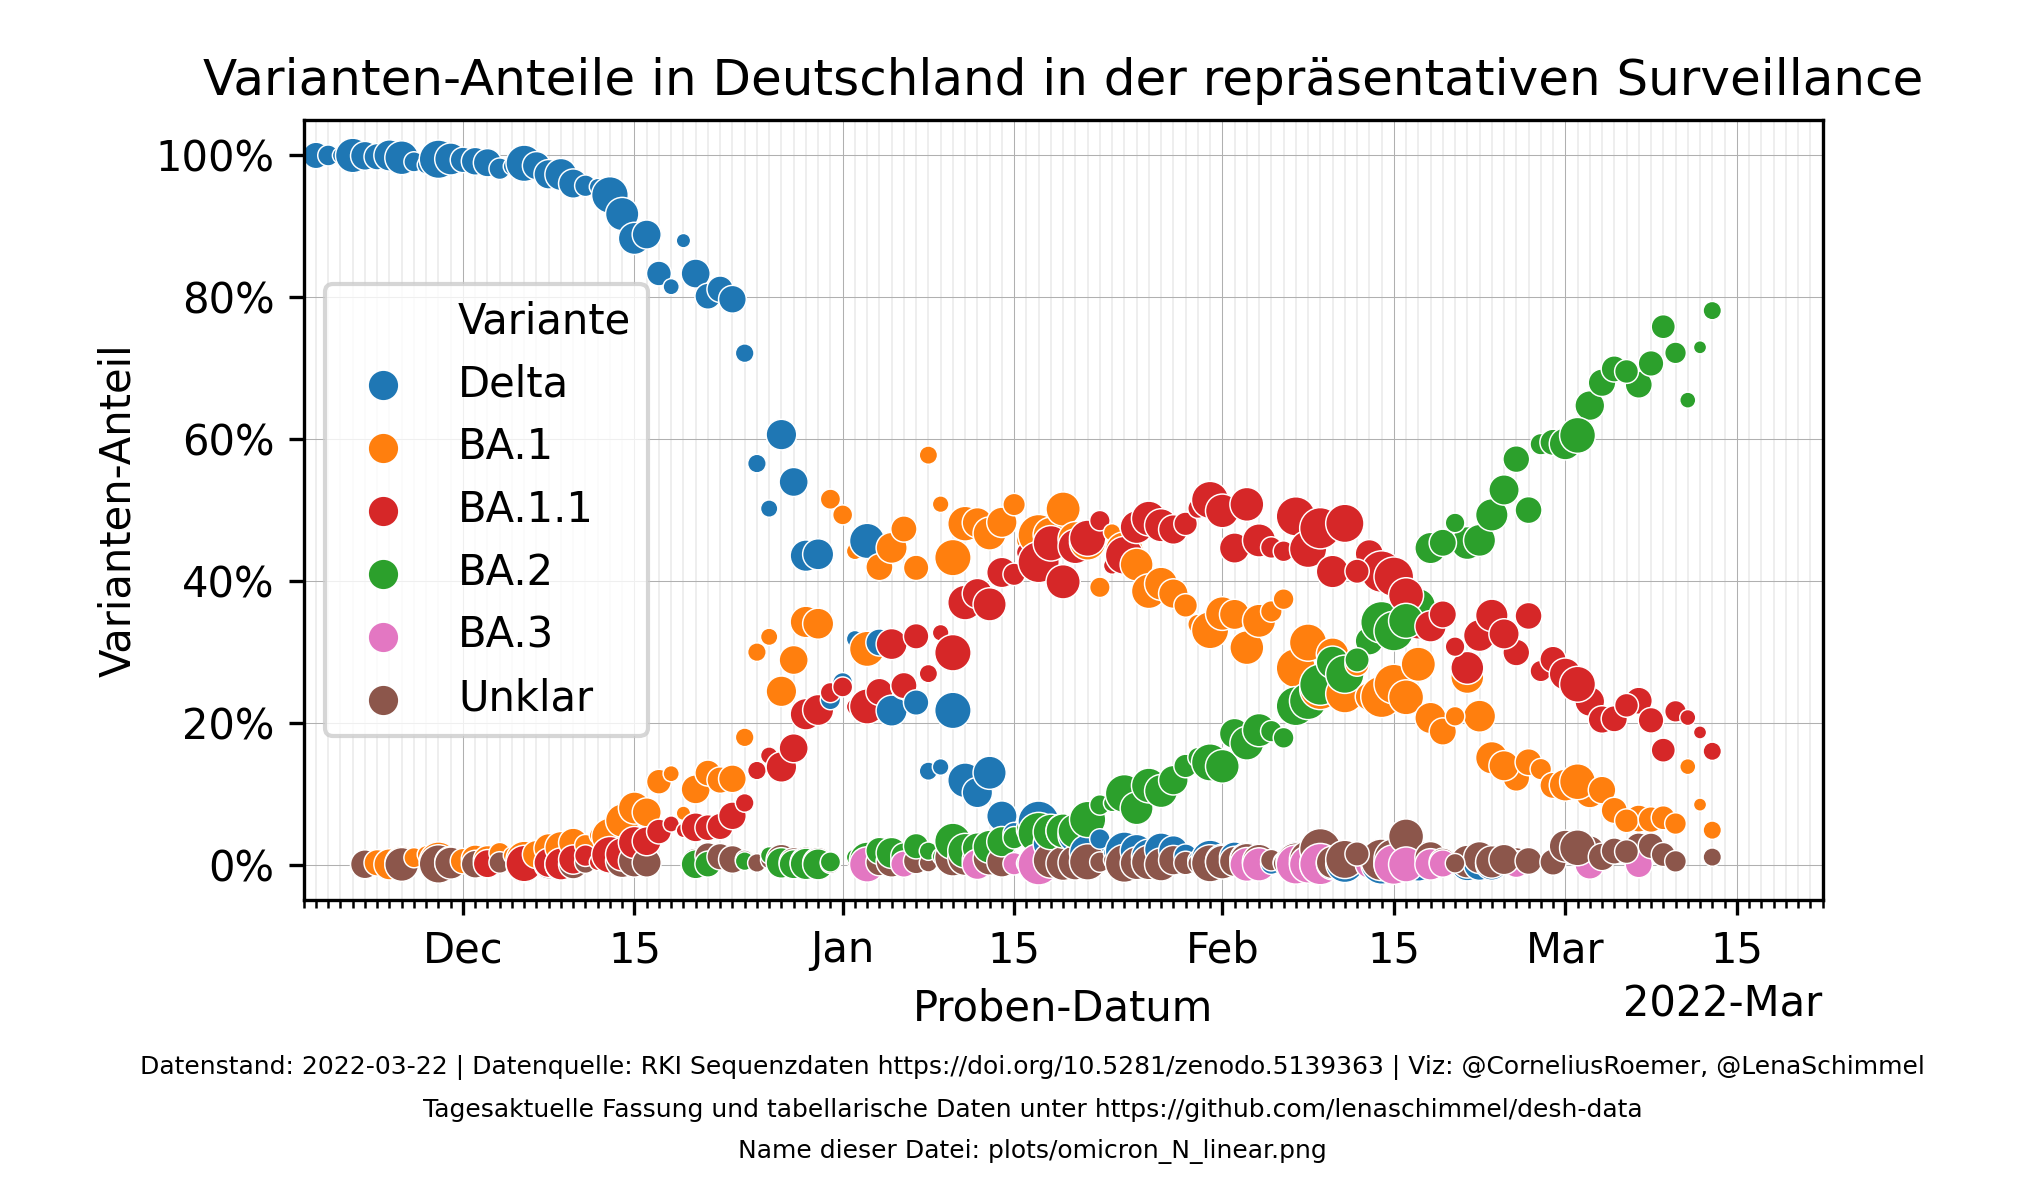 Varianten-Anteile in Deutschland in der repräsentativen Surveillance
Varianten-Anteil
100%
80%
60%
40%
20%
0%
Variante
Delta
BA.1
BA.1.1
BA.2
BA.3
Unklar
Dec 15 Jan 15 Feb 15 Mar 15
Proben-Datum
2022-Mar
Datenstand: 2022-03-22 | Datenquelle: RKI Sequenzdaten https://doi.org/10.5281/zenodo.5139363 | Viz: @CorneliusRoemer, @LenaSchimmel
Tagesaktuelle Fassung und tabellarische Daten unter https://github.com/lenaschimmel/desh-data
Name dieser Datei: plots/omicron_N_linear.png